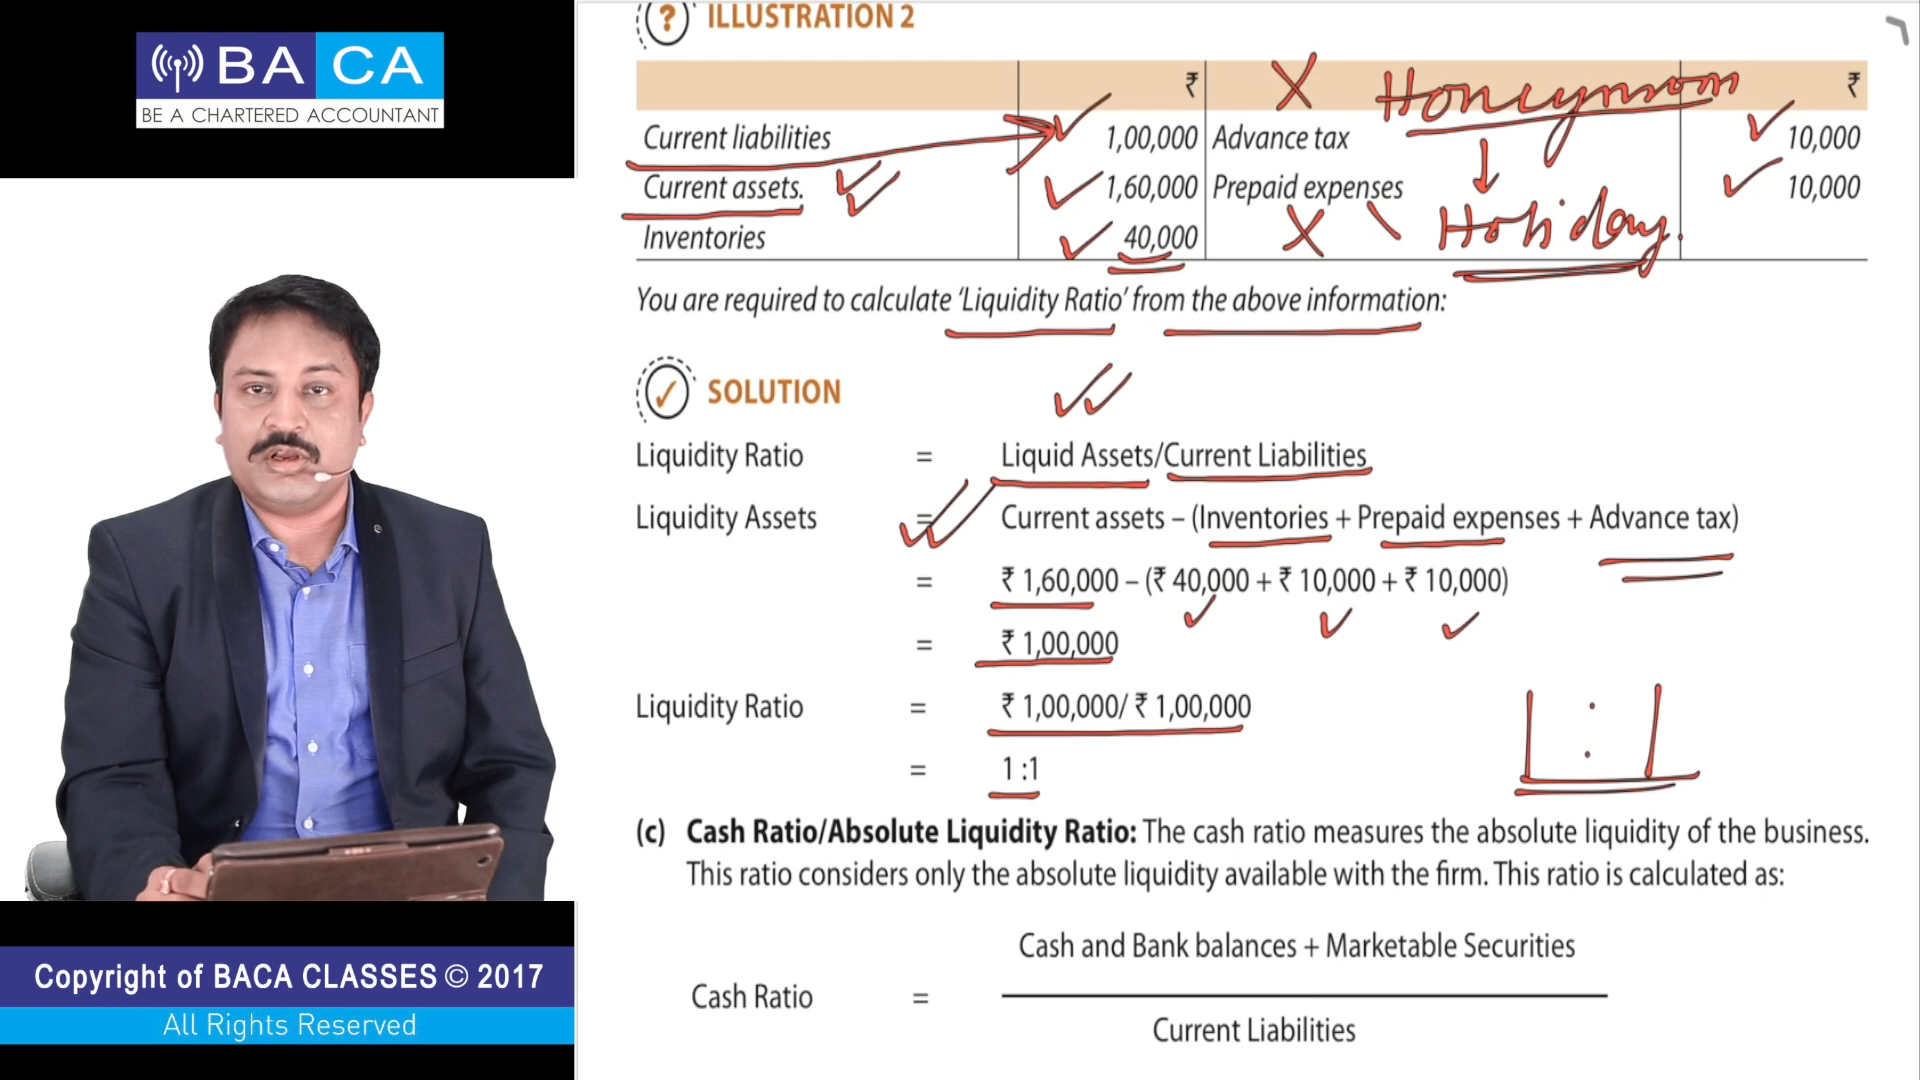 BACA
BE A CHARTERED ACCOUNTANT
Copyright of BACA CLASSES © 2017
All Rights Reserved
? ILLUSTRATION 2
₹ X Honeymoon ₹
Current liabilities 1,00,000 Advance tax 10,000
Current assets. 1,60,000 Prepaid expenses 10,000
Inventories 40,000 X Holiday.
You are required to calculate ‘Liquidity Ratio’ from the above information:
SOLUTION
Liquidity Ratio = Liquid Assets/Current Liabilities
Liquidity Assets = Current assets – (Inventories + Prepaid expenses + Advance tax)
= ₹ 1,60,000 – (₹ 40,000 + ₹ 10,000 + ₹ 10,000)
= ₹ 1,00,000
Liquidity Ratio = ₹ 1,00,000/ ₹ 1,00,000
= 1 :1 1 : 1
(c) Cash Ratio/Absolute Liquidity Ratio: The cash ratio measures the absolute liquidity of the business.
This ratio considers only the absolute liquidity available with the firm. This ratio is calculated as:
Cash and Bank balances + Marketable Securities
Cash Ratio =
Current Liabilities